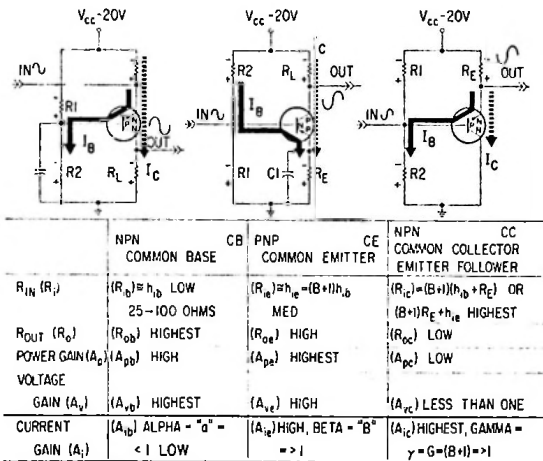 VCC-20V VCC-20V VCC-20V
IN R1 R2 RL IB IC OUT
IN R2 RL C OUT IB R1 C1 RE
R1 RE OUT IN IB IC R2
NPN CB
COMMON BASE
PNP CE
COMMON EMITTER
NPN CC
COMMON COLLECTOR
EMITTER FOLLOWER
RIN (Ri)
(Rib)≅hib LOW
25→100 OHMS
(Rie)≅hie=(B+1)hib
MED
(Ric)=(B+1)(hib+RE) OR
(B+1)RE+hie HIGHEST
ROUT (Ro) (Rob) HIGHEST (Roe) HIGH (Roc) LOW
POWER GAIN(Ap) (Apb) HIGH (Ape) HIGHEST (Apc) LOW
VOLTAGE
GAIN (Av) (Avb) HIGHEST (Ave) HIGH (Avc) LESS THAN ONE
CURRENT
GAIN (Ai)
(Aib) ALPHA - "α" =
<1 LOW
(Aie) HIGH, BETA - "B"
=>1
(Aic) HIGHEST, GAMMA =
γ=G=(B+1)=>1